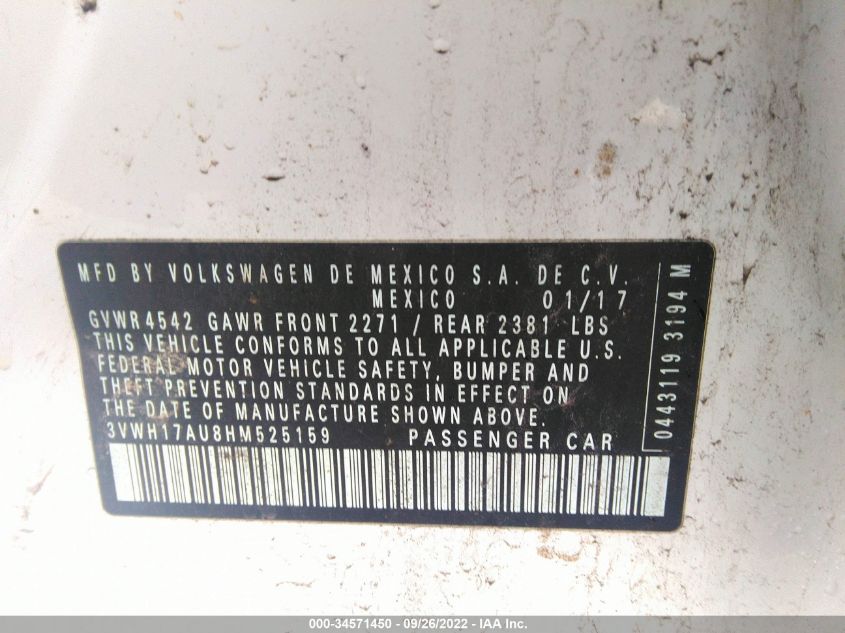 MFD BY VOLKSWAGEN DE MEXICO S.A. DE C.V.
MEXICO 01/17
GVWR 4542 GAWR FRONT 2271 / REAR 2381 LBS
THIS VEHICLE CONFORMS TO ALL APPLICABLE U.S.
FEDERAL MOTOR VEHICLE SAFETY, BUMPER AND
THEFT PREVENTION STANDARDS IN EFFECT ON
THE DATE OF MANUFACTURE SHOWN ABOVE.
3VWH17AU8HM525159 PASSENGER CAR
0443119 3194 M
000-34571450 - 09/26/2022 - IAA Inc.